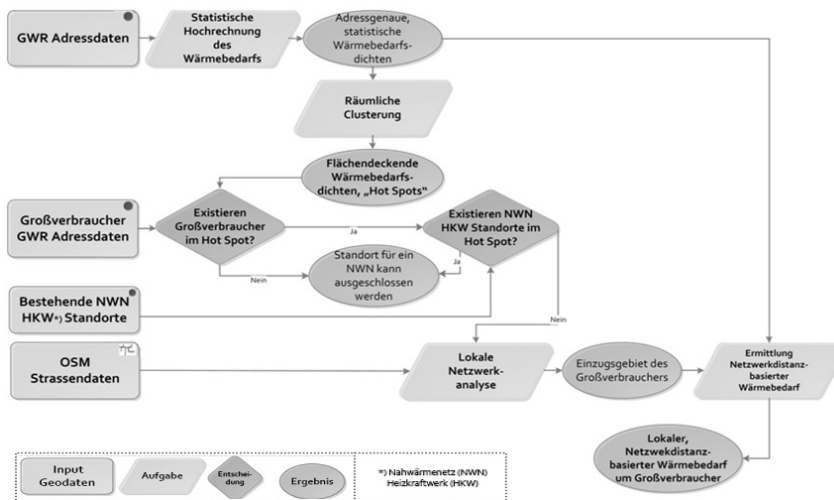 GWR Adressdaten
Statistische
Hochrechnung
des
Wärmebedarfs
Adressgenaue,
statistische
Wärmebedarfs-
dichten
Räumliche
Clusterung
Flächendeckende
Wärmebedarfs-
dichten, „Hot Spots“
Großverbraucher
GWR Adressdaten
Existieren
Großverbraucher
im Hot Spot?
Ja
Existieren NWN
HKW Standorte im
Hot Spot?
Nein
Standort für ein
NWN kann
ausgeschlossen
werden
Ja
Bestehende NWN
HKW*) Standorte
Nein
OSM
Strassendaten
Lokale
Netzwerk-
analyse
Einzugsgebiet des
Großverbrauchers
Ermittlung
Netzwerkdistanz-
basierter
Wärmebedarf
Lokaler,
Netzwekdistanz-
basierter Wärmebedarf
um Großverbraucher
Input
Geodaten
Aufgabe
Entschei-
dung
Ergebnis
*) Nahwärmenetz (NWN)
Heizkraftwerk (HKW)